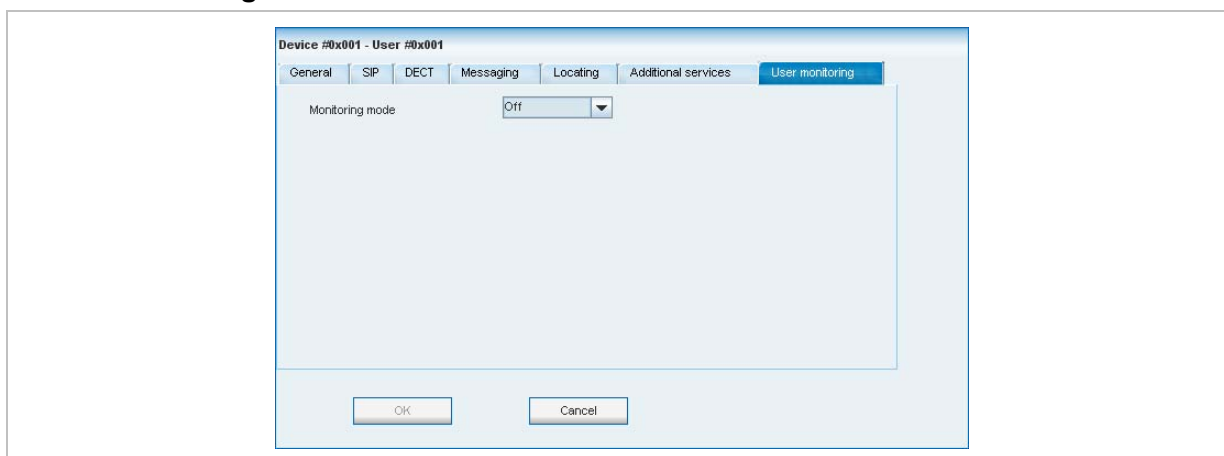 Device #0x001 - User #0x001
General SIP DECT Messaging Locating Additional services User monitoring
Monitoring mode Off
OK Cancel